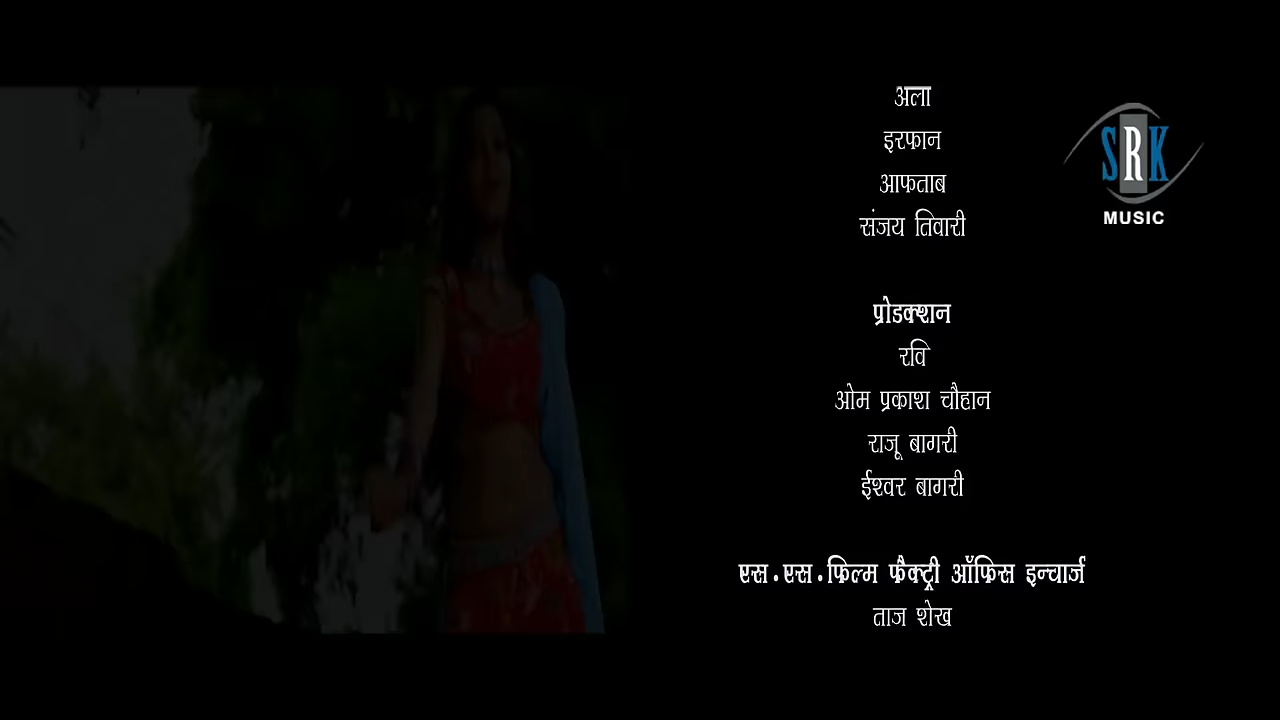 अला
इरफान
आफताब
संजय तिवारी
SRK
MUSIC
प्रोडक्शन
रवि
ओम प्रकाश चौहान
राजू बागरी
ईश्वर बागरी
एस.एस.फिल्म फैक्ट्री ऑफिस इन्चार्ज
ताज शेख